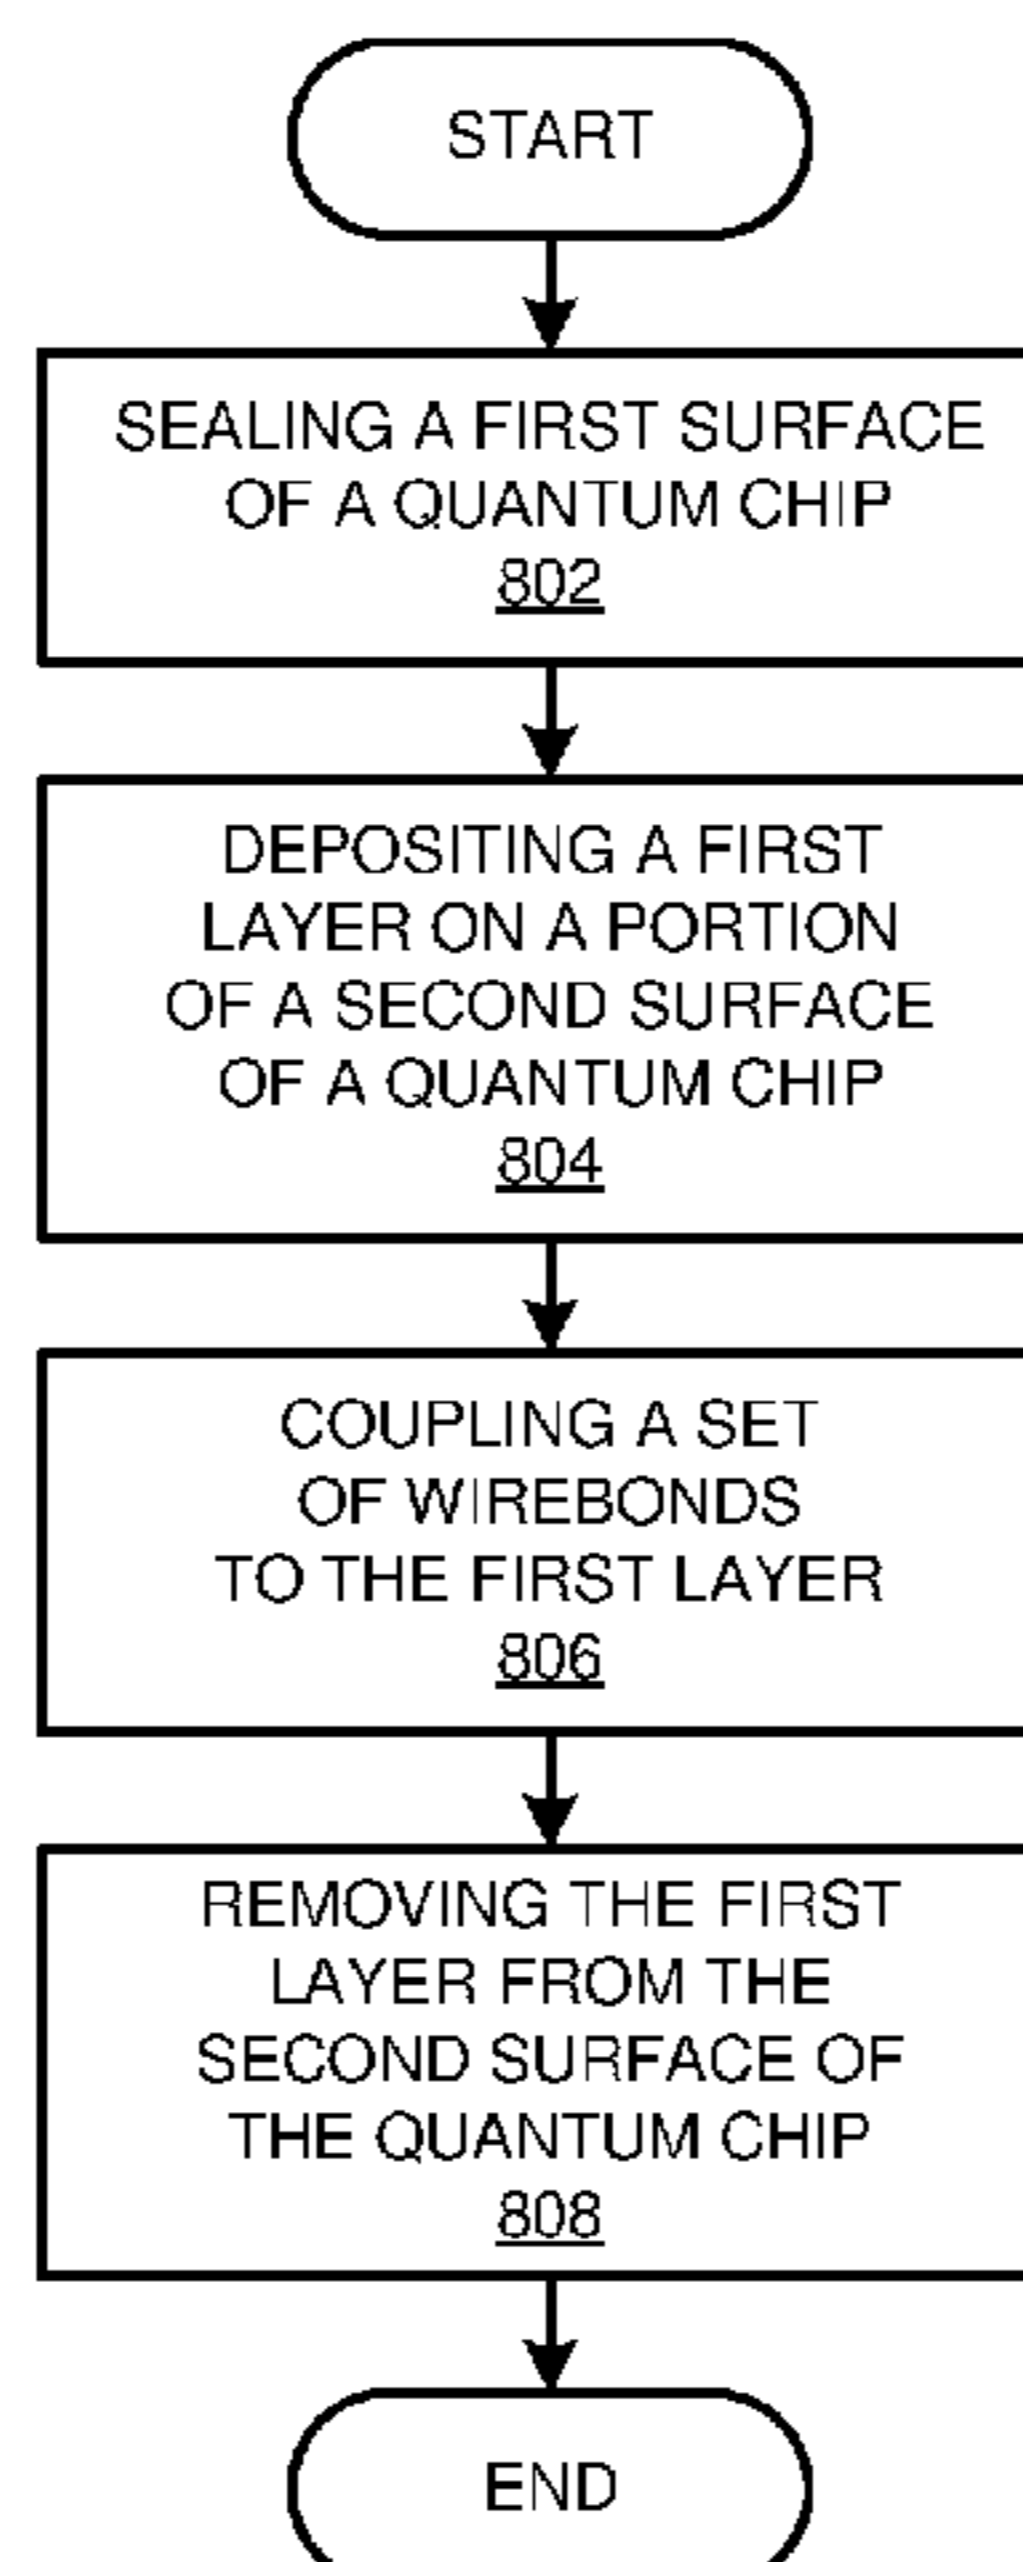 START
SEALING A FIRST SURFACE
OF A QUANTUM CHIP
802
DEPOSITING A FIRST
LAYER ON A PORTION
OF A SECOND SURFACE
OF A QUANTUM CHIP
804
COUPLING A SET
OF WIREBONDS
TO THE FIRST LAYER
806
REMOVING THE FIRST
LAYER FROM THE
SECOND SURFACE OF
THE QUANTUM CHIP
808
END